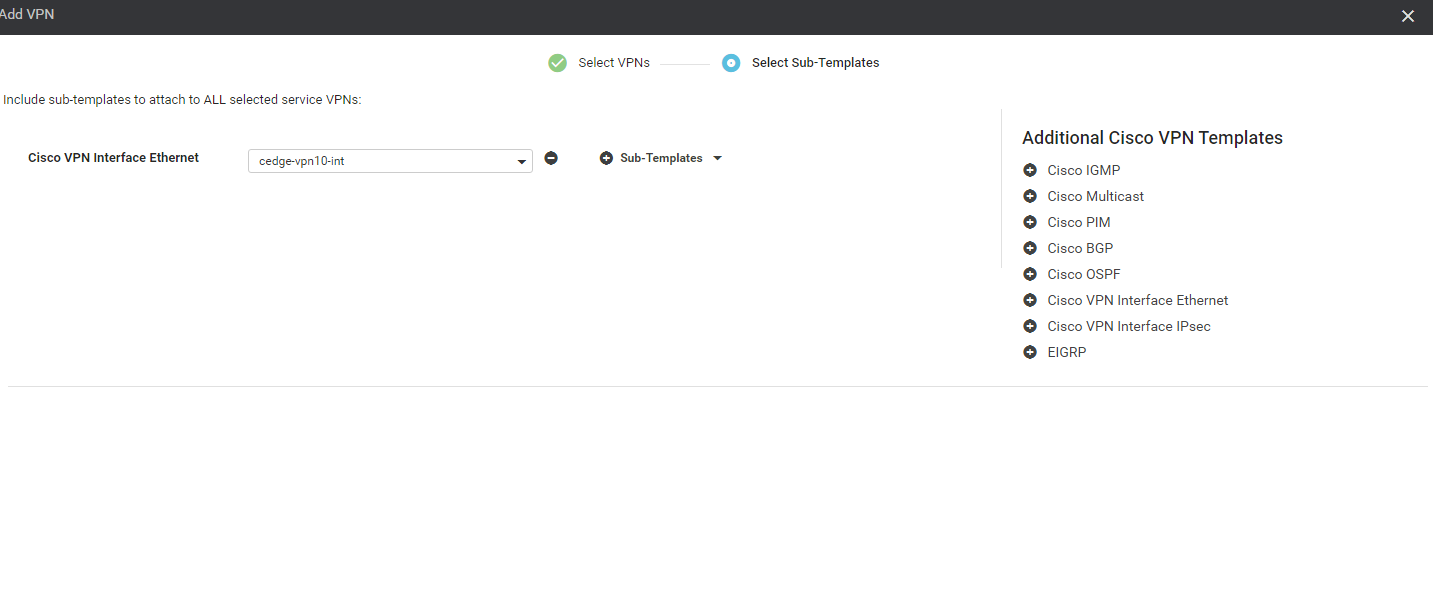 Add VPN
Select VPNs
Select Sub-Templates
Include sub-templates to attach to ALL selected service VPNs:
Cisco VPN Interface Ethernet
cedge-vpn10-int
Sub-Templates
Additional Cisco VPN Templates
Cisco IGMP
Cisco Multicast
Cisco PIM
Cisco BGP
Cisco OSPF
Cisco VPN Interface Ethernet
Cisco VPN Interface IPsec
EIGRP